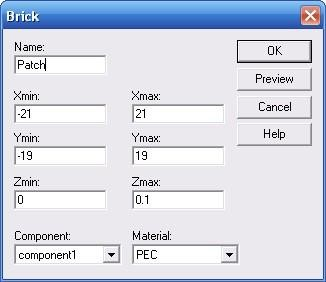 Brick
Name:
Patch
OK
Preview
Xmin: Xmax:
-21 21
Cancel
Ymin: Ymax:
-19 19
Help
Zmin: Zmax:
0 0.1
Component: Material:
component1 PEC